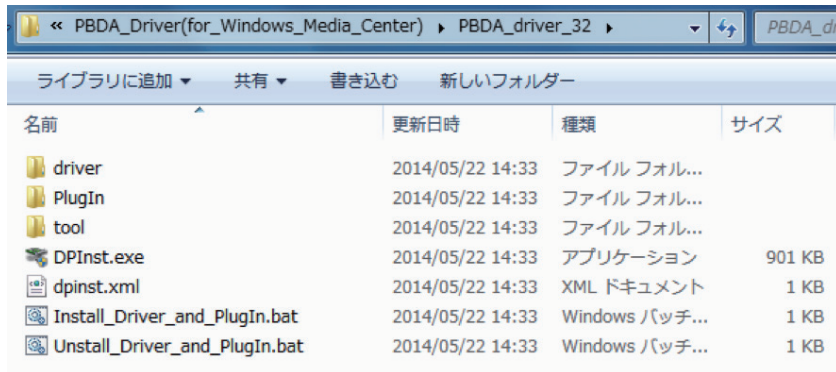 « PBDA_Driver(for_Windows_Media_Center) PBDA_driver_32 PBDA_dr
ライブラリに追加 共有 書き込む 新しいフォルダー
名前 更新日時 種類 サイズ
driver 2014/05/22 14:33 ファイル フォル...
PlugIn 2014/05/22 14:33 ファイル フォル...
tool 2014/05/22 14:33 ファイル フォル...
DPInst.exe 2014/05/22 14:33 アプリケーション 901 KB
dpinst.xml 2014/05/22 14:33 XML ドキュメント 1 KB
Install_Driver_and_PlugIn.bat 2014/05/22 14:33 Windows バッチ... 1 KB
Unstall_Driver_and_PlugIn.bat 2014/05/22 14:33 Windows バッチ... 1 KB